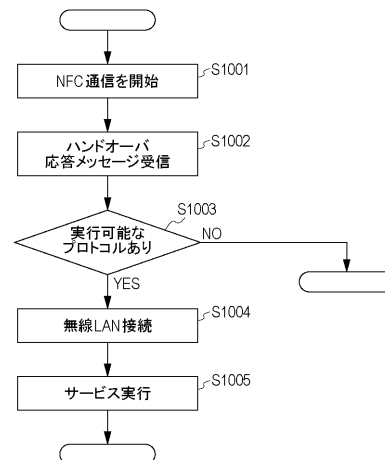 NFC通信を開始
S1001
ハンドオーバ
応答メッセージ受信
S1002
S1003
実行可能な
プロトコルあり
NO
YES
無線LAN接続
S1004
サービス実行
S1005